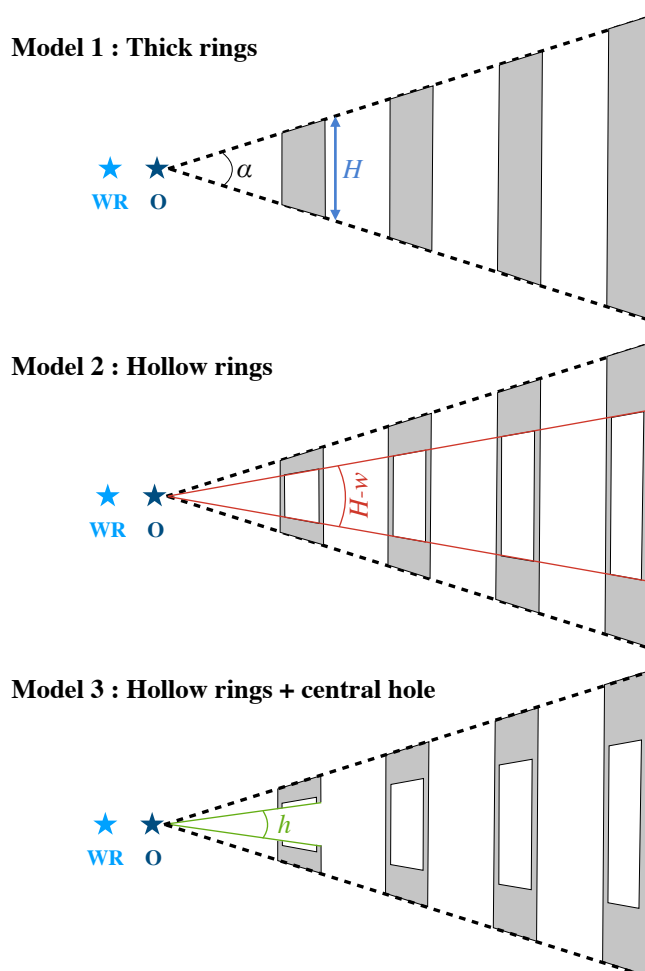 Model 1 : Thick rings
α
H
WR O
Model 2 : Hollow rings
H-w
WR O
Model 3 : Hollow rings + central hole
h
WR O